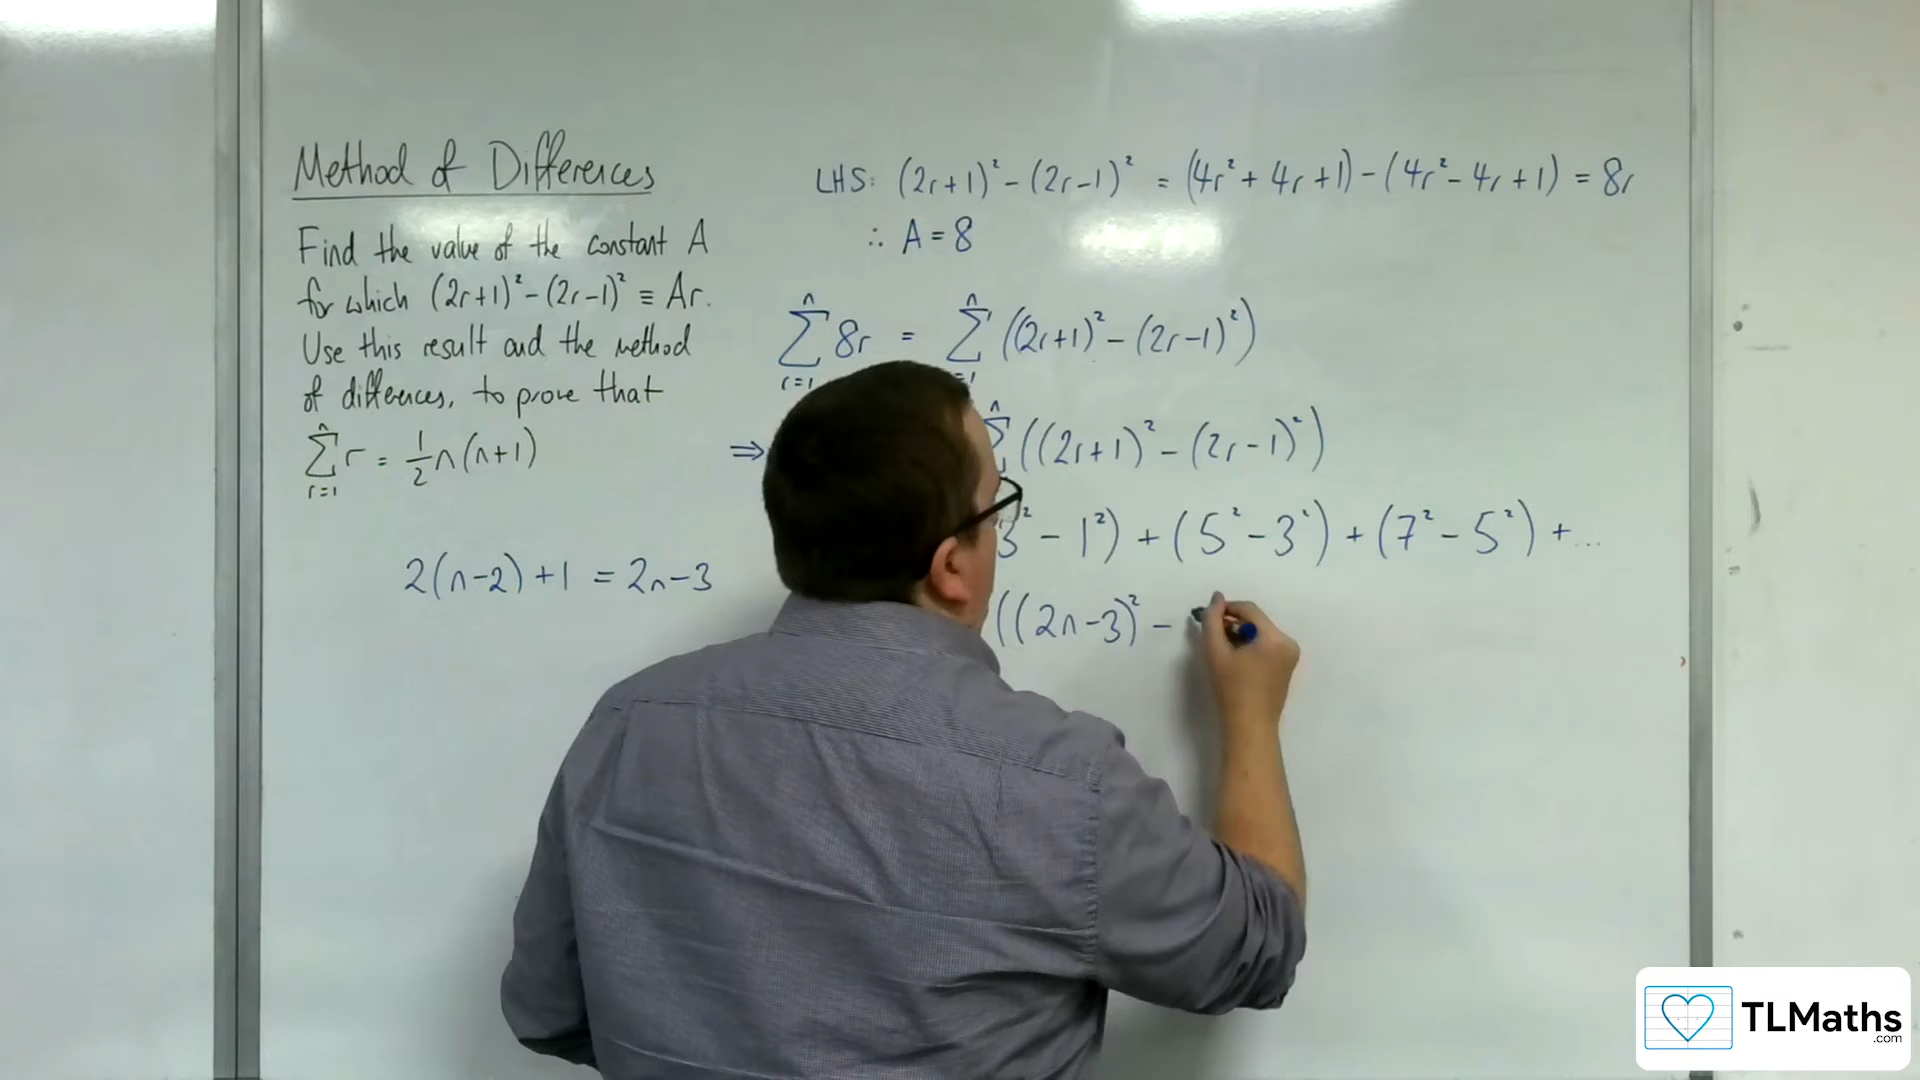 Method of Differences
Find the value of the constant A
for which (2r+1)² - (2r-1)² ≡ Ar.
Use this result and the method
of differences, to prove that
n
∑ r = 1/2 n(n+1)
r=1
2(n-2)+1 = 2n-3
LHS: (2r+1)² - (2r-1)² = (4r² + 4r + 1) - (4r² - 4r + 1) = 8r
∴ A = 8
n n
∑ 8r = ∑ ((2r+1)² - (2r-1)²)
r=1 =1
n
⇒ ∑ ((2r+1)² - (2r-1)²)
1
3² - 1²) + (5² - 3²) + (7² - 5²) + ...
((2n-3)² -
TLMaths
.com